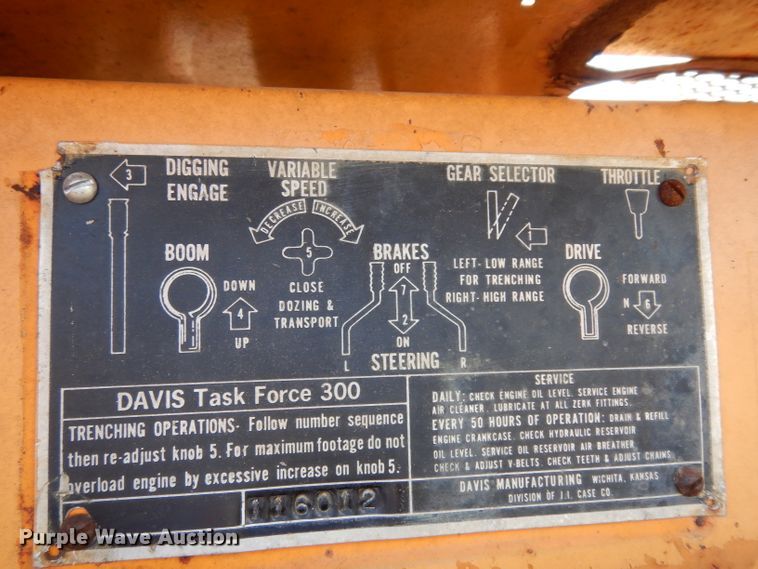 3
DIGGING
ENGAGE
VARIABLE
SPEED
DECREASE
INCREASE
5
CLOSE
DOZING &
TRANSPORT
BOOM
DOWN
4
UP
BRAKES
OFF
7
2
ON
L
STEERING
R
GEAR SELECTOR
LEFT-LOW RANGE
FOR TRENCHING
RIGHT-HIGH RANGE
THROTTLE
DRIVE
FORWARD
N 6
REVERSE
DAVIS Task Force 300
TRENCHING OPERATIONS- Follow number sequence
then re-adjust knob 5. For maximum footage do not
overload engine by excessive increase on knob 5.
116012
SERVICE
DAILY: CHECK ENGINE OIL LEVEL. SERVICE ENGINE
AIR CLEANER. LUBRICATE AT ALL ZERK FITTINGS.
EVERY 50 HOURS OF OPERATION: DRAIN & REFILL
ENGINE CRANKCASE. CHECK HYDRAULIC RESERVOIR
OIL LEVEL. SERVICE OIL RESERVOIR AIR BREATHER.
CHECK & ADJUST V-BELTS. CHECK TEETH & ADJUST CHAINS
DAVIS MANUFACTURING WICHITA, KANSAS
DIVISION OF J.I. CASE CO.
Purple Wave Auction